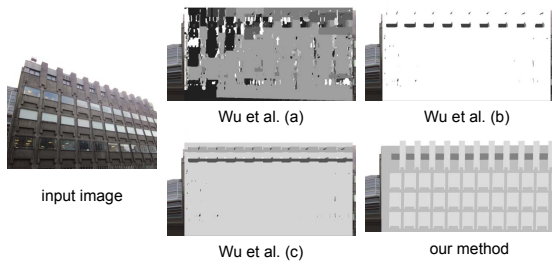 Wu et al. (a)
Wu et al. (b)
input image
Wu et al. (c)
our method